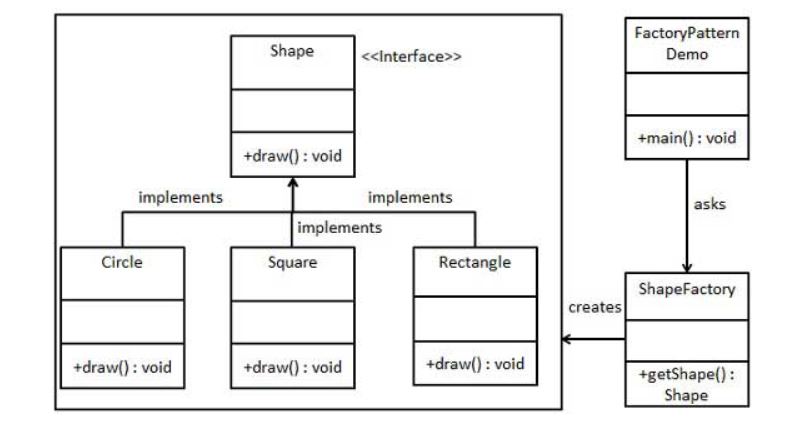 Shape
<<Interface>>
+draw() : void
implements
implements
implements
Circle
+draw() : void
Square
+draw() : void
Rectangle
+draw() : void
FactoryPattern
Demo
+main() : void
asks
ShapeFactory
+getShape() :
Shape
creates